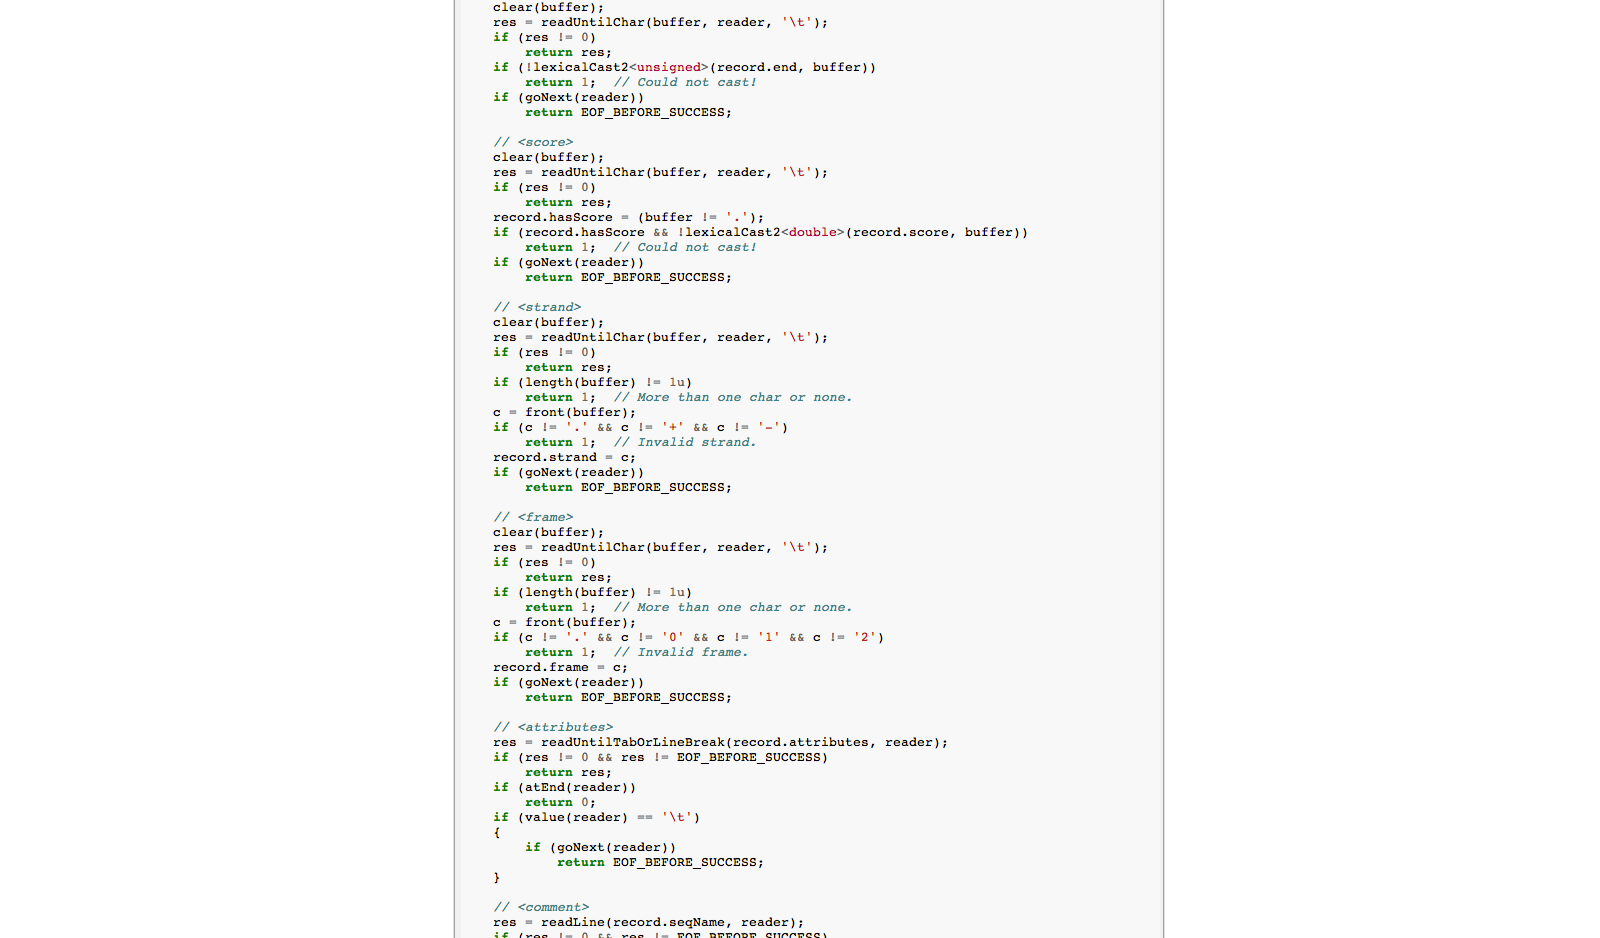 clear(buffer);
res = readUntilChar(buffer, reader, '\t');
if (res != 0)
    return res;
if (!lexicalCast2<unsigned>(record.end, buffer))
    return 1;  // Could not cast!
if (goNext(reader))
    return EOF_BEFORE_SUCCESS;

// <score>
clear(buffer);
res = readUntilChar(buffer, reader, '\t');
if (res != 0)
    return res;
record.hasScore = (buffer != '.');
if (record.hasScore && !lexicalCast2<double>(record.score, buffer))
    return 1;  // Could not cast!
if (goNext(reader))
    return EOF_BEFORE_SUCCESS;

// <strand>
clear(buffer);
res = readUntilChar(buffer, reader, '\t');
if (res != 0)
    return res;
if (length(buffer) != 1u)
    return 1;  // More than one char or none.
c = front(buffer);
if (c != '.' && c != '+' && c != '-')
    return 1;  // Invalid strand.
record.strand = c;
if (goNext(reader))
    return EOF_BEFORE_SUCCESS;

// <frame>
clear(buffer);
res = readUntilChar(buffer, reader, '\t');
if (res != 0)
    return res;
if (length(buffer) != 1u)
    return 1;  // More than one char or none.
c = front(buffer);
if (c != '.' && c != '0' && c != '1' && c != '2')
    return 1;  // Invalid frame.
record.frame = c;
if (goNext(reader))
    return EOF_BEFORE_SUCCESS;

// <attributes>
res = readUntilTabOrLineBreak(record.attributes, reader);
if (res != 0 && res != EOF_BEFORE_SUCCESS)
    return res;
if (atEnd(reader))
    return 0;
if (value(reader) == '\t')
{
    if (goNext(reader))
        return EOF_BEFORE_SUCCESS;
}

// <comment>
res = readLine(record.seqName, reader);
if (res != 0 && res != EOF_BEFORE_SUCCESS)